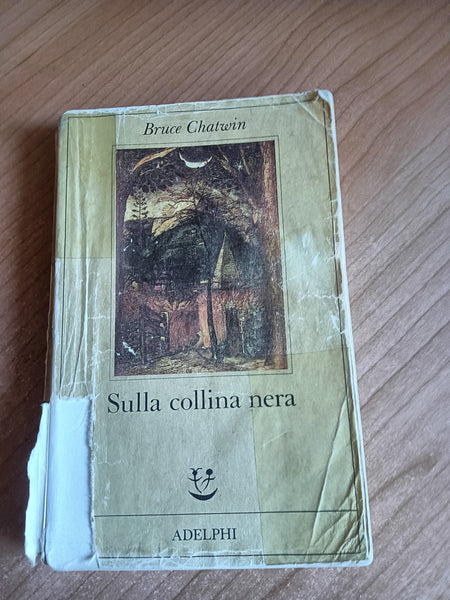 Bruce Chatwin
Sulla collina nera
ADELPHI